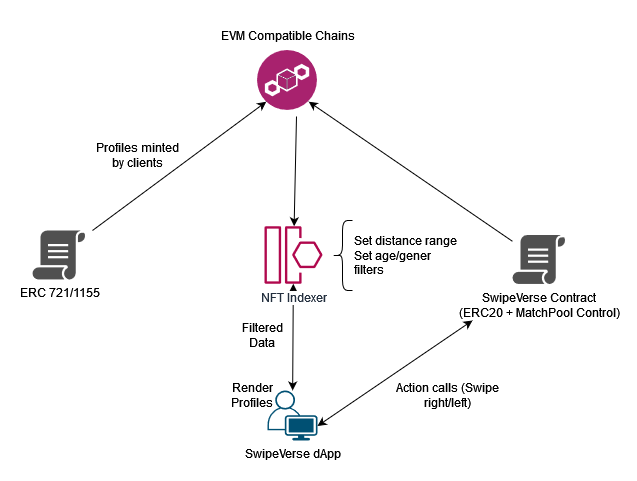 EVM Compatible Chains
Profiles minted
by clients
Set distance range
Set age/gener
filters
ERC 721/1155
NFT Indexer
SwipeVerse Contract
(ERC20 + MatchPool Control)
Filtered
Data
Render
Profiles
Action calls (Swipe
right/left)
SwipeVerse dApp